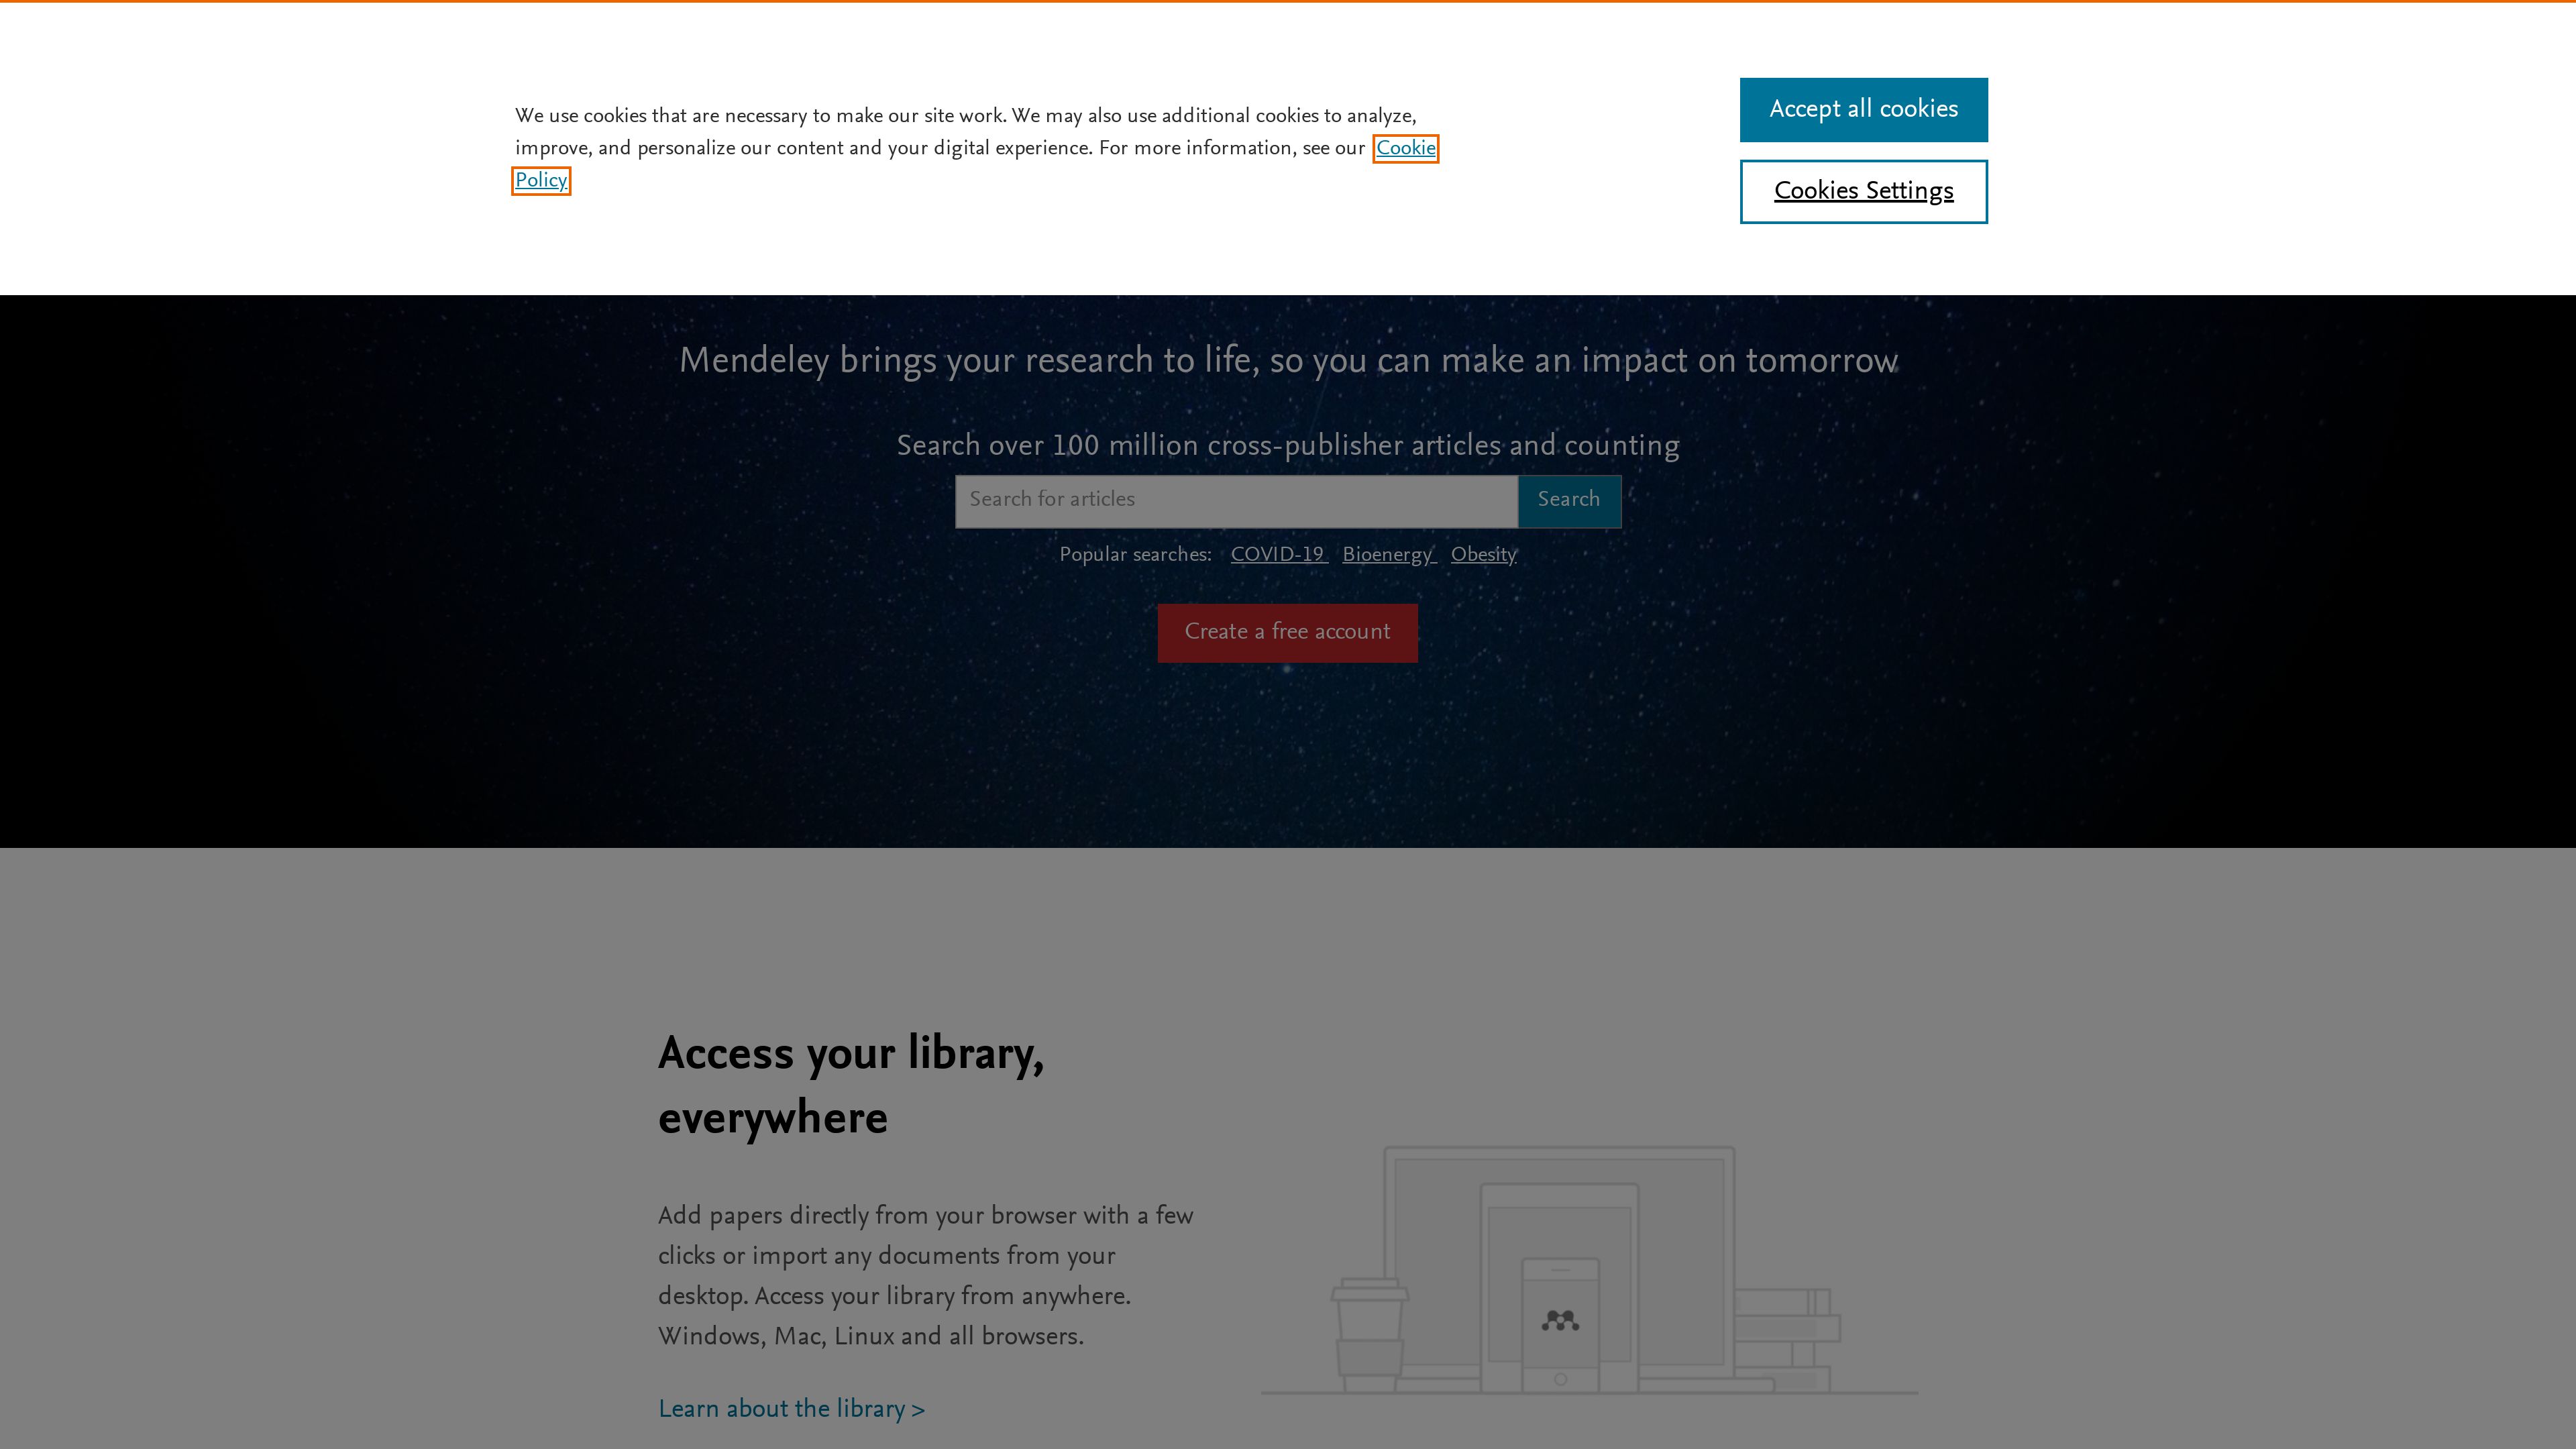 We use cookies that are necessary to make our site work. We may also use additional cookies to analyze,
improve, and personalize our content and your digital experience. For more information, see our Cookie
Policy
Accept all cookies
Cookies Settings
Mendeley brings your research to life, so you can make an impact on tomorrow
Search over 100 million cross-publisher articles and counting
Search for articles
Search
Popular searches: COVID-19 Bioenergy Obesity
Create a free account
Access your library,
everywhere
Add papers directly from your browser with a few
clicks or import any documents from your
desktop. Access your library from anywhere.
Windows, Mac, Linux and all browsers.
Learn about the library >